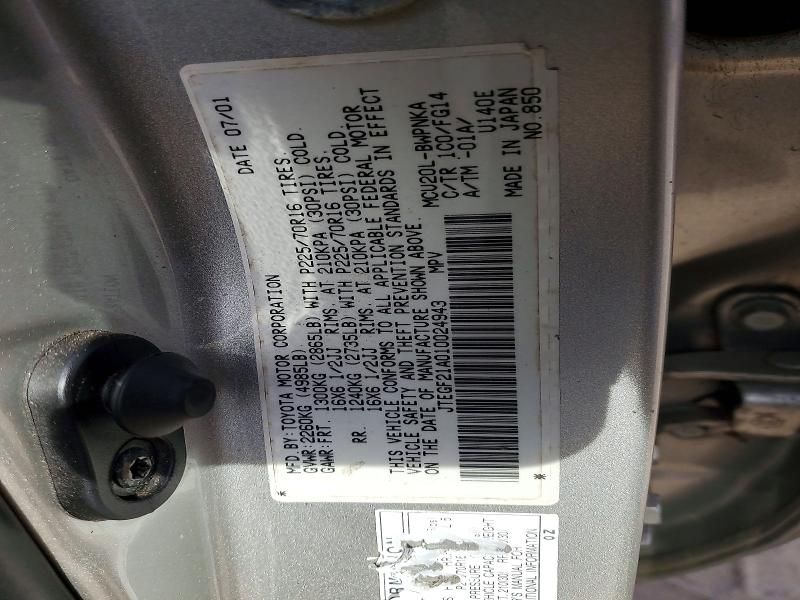 DATE 07/01
MFD.BY:TOYOTA MOTOR CORPORATION
GVWR:2260KG (4985LB)
GAWR:FRT. 1300KG (2865LB) WITH P225/70R16 TIRES.
16X6 1/2JJ RIMS, AT 210KPA (30PSI) COLD.
RR. 1240KG (2735LB) WITH P225/70R16 TIRES.
16X6 1/2JJ RIMS, AT 210KPA (30PSI) COLD.
THIS VEHICLE CONFORMS TO ALL APPLICABLE FEDERAL MOTOR
VEHICLE SAFETY AND THEFT PREVENTION STANDARDS IN EFFECT
ON THE DATE OF MANUFACTURE SHOWN ABOVE.
JTEGF21A010024943 MPV
MCU20L-BWPNKA
C/TR 1C0/FG14
A/TM -01A/ U140E
MADE IN JAPAN
* * NO.850